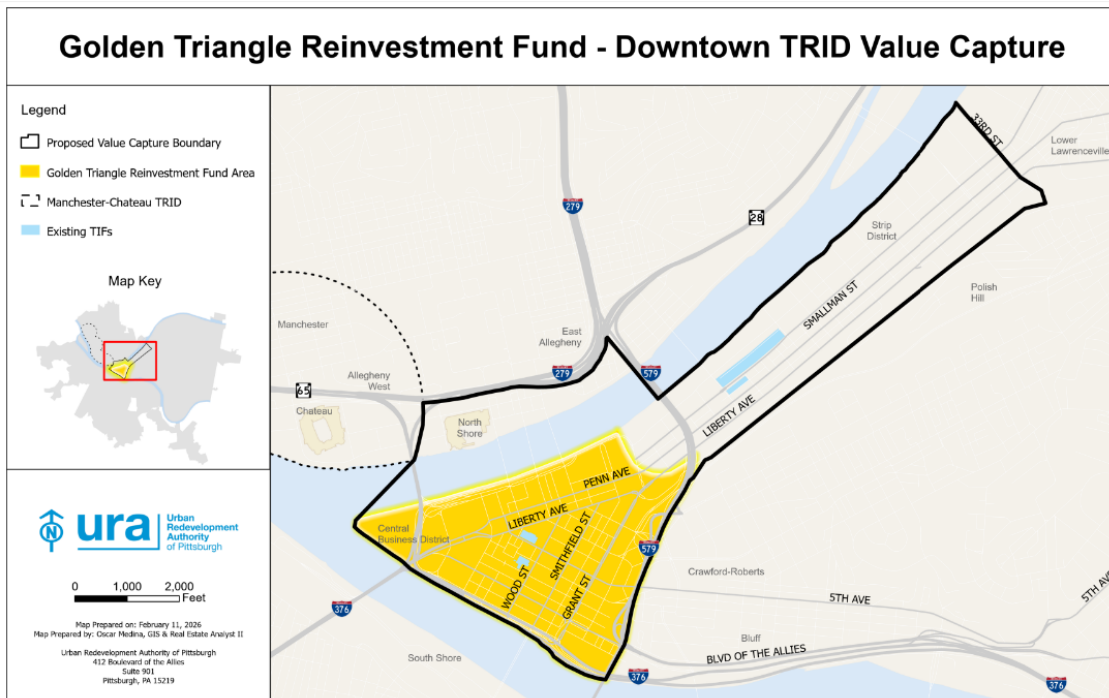 Golden Triangle Reinvestment Fund - Downtown TRID Value Capture
Legend
Proposed Value Capture Boundary
Golden Triangle Reinvestment Fund Area
Manchester-Chateau TRID
Existing TIFs
Map Key
N
ura
Urban
Redevelopment
Authority
of Pittsburgh
0 1,000 2,000
Feet
Map Prepared on: February 11, 2026
Map Prepared by: Oscar Medina, GIS & Real Estate Analyst II
Urban Redevelopment Authority of Pittsburgh
412 Boulevard of the Allies
Suite 901
Pittsburgh, PA 15219
33RD ST
Lower
Lawrenceville
279
28
Strip
District
Polish
Hill
SMALLMAN ST
Manchester
East
Allegheny
279
579
Allegheny
West
65
Chateau
North
Shore
LIBERTY AVE
PENN AVE
LIBERTY AVE
Central
Business District
SMITHFIELD ST
WOOD ST
GRANT ST
579
Crawford-Roberts
376
5TH AVE
5TH AVE
Bluff
BLVD OF THE ALLIES
South Shore
376
376